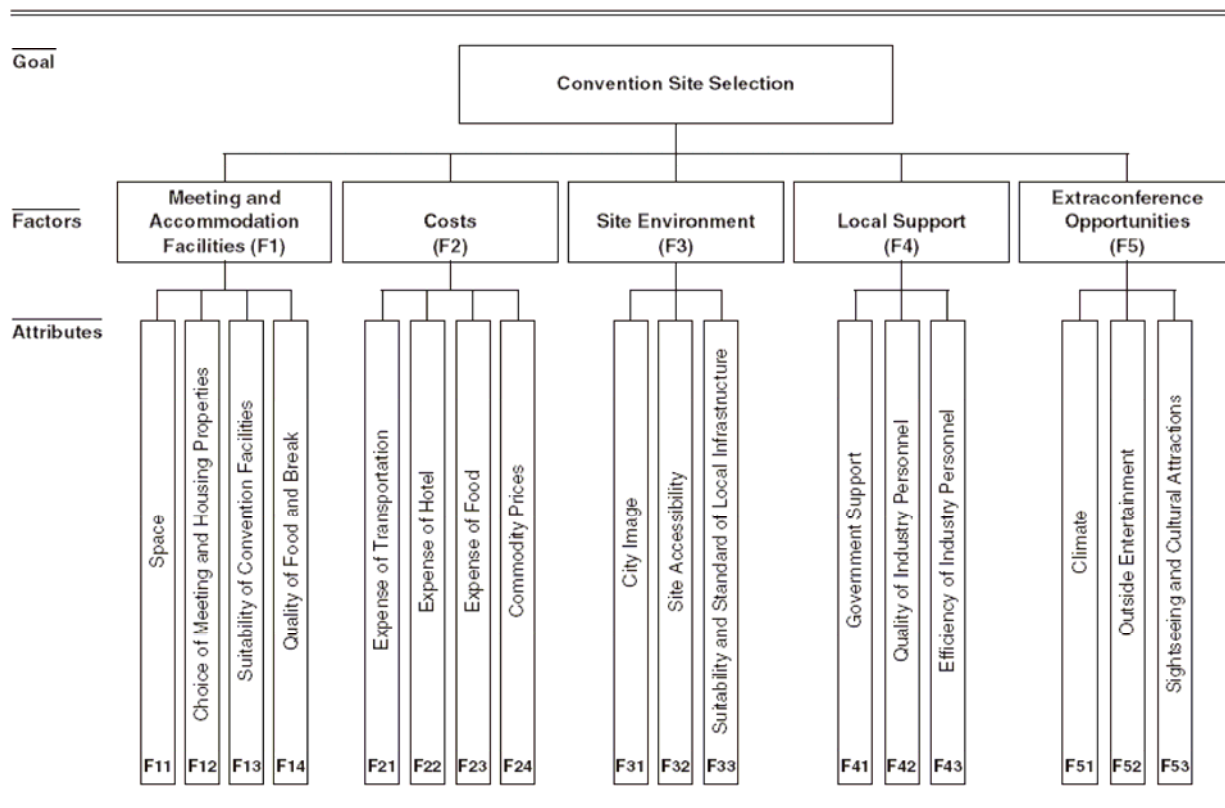 Goal
Convention Site Selection
Factors
Meeting and
Accommodation
Facilities (F1)
Costs
(F2)
Site Environment
(F3)
Local Support
(F4)
Extraconference
Opportunities
(F5)
Attributes
Space
F11
Choice of Meeting and Housing Properties
F12
Suitability of Convention Facilities
F13
Quality of Food and Break
F14
Expense of Transportation
F21
Expense of Hotel
F22
Expense of Food
F23
Commodity Prices
F24
City Image
F31
Site Accessibility
F32
Suitability and Standard of Local Infrastructure
F33
Government Support
F41
Quality of Industry Personnel
F42
Efficiency of Industry Personnel
F43
Climate
F51
Outside Entertainment
F52
Sightseeing and Cultural Attractions
F53